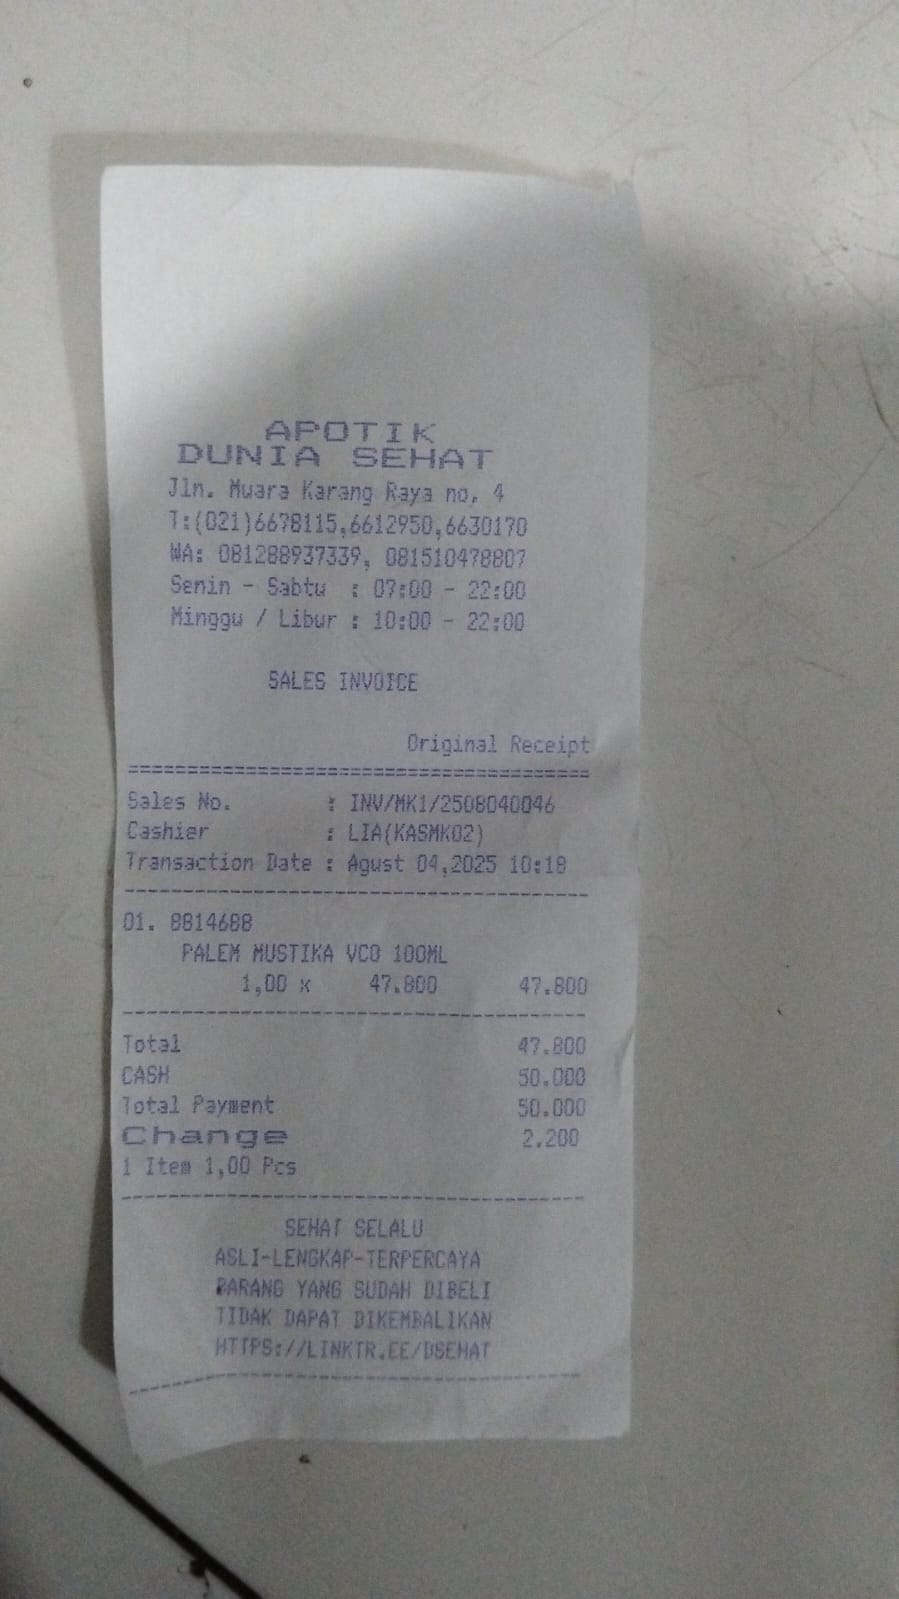 APOTIK
DUNIA SEHAT
Jln. Muara Karang Raya no. 4
T:(021)6678115,6612950,6630170
WA: 081288937339, 081510478807
Senin - Sabtu : 07:00 - 22:00
Minggu / Libur : 10:00 - 22:00
SALES INVOICE
Original Receipt
========================================
Sales No. : INV/MK1/2508040046
Cashier : LIA(KASMK02)
Transaction Date : Agust 04,2025 10:18
----------------------------------------
01. 8814688
PALEM MUSTIKA VCO 100ML
1,00 x 47.800 47.800
----------------------------------------
Total 47.800
CASH 50.000
Total Payment 50.000
Change 2.200
1 Item 1,00 Pcs
----------------------------------------
SEHAT SELALU
ASLI-LENGKAP-TERPERCAYA
BARANG YANG SUDAH DIBELI
TIDAK DAPAT DIKEMBALIKAN
HTTPS://LINKTR.EE/DSEHAT
----------------------------------------